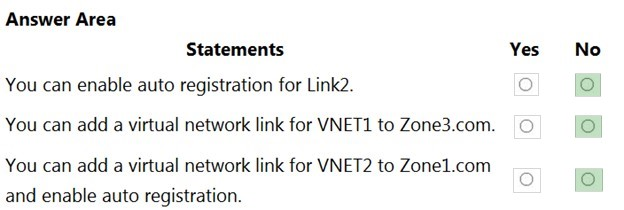 Answer Area
Statements Yes No
You can enable auto registration for Link2.
You can add a virtual network link for VNET1 to Zone3.com.
You can add a virtual network link for VNET2 to Zone1.com
and enable auto registration.